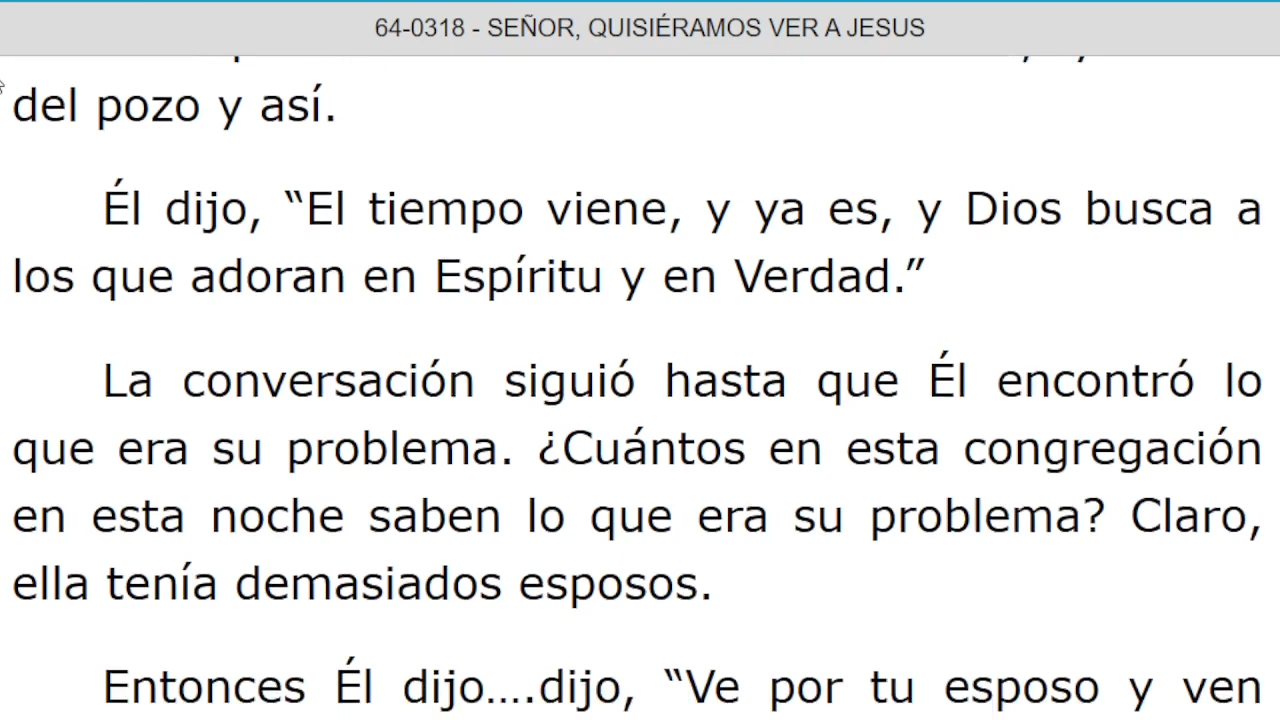 64-0318 - SEÑOR, QUISIÉRAMOS VER A JESUS
del pozo y así.
Él dijo, “El tiempo viene, y ya es, y Dios busca a
los que adoran en Espíritu y en Verdad.”
La conversación siguió hasta que Él encontró lo
que era su problema. ¿Cuántos en esta congregación
en esta noche saben lo que era su problema? Claro,
ella tenía demasiados esposos.
Entonces Él dijo....dijo, “Ve por tu esposo y ven